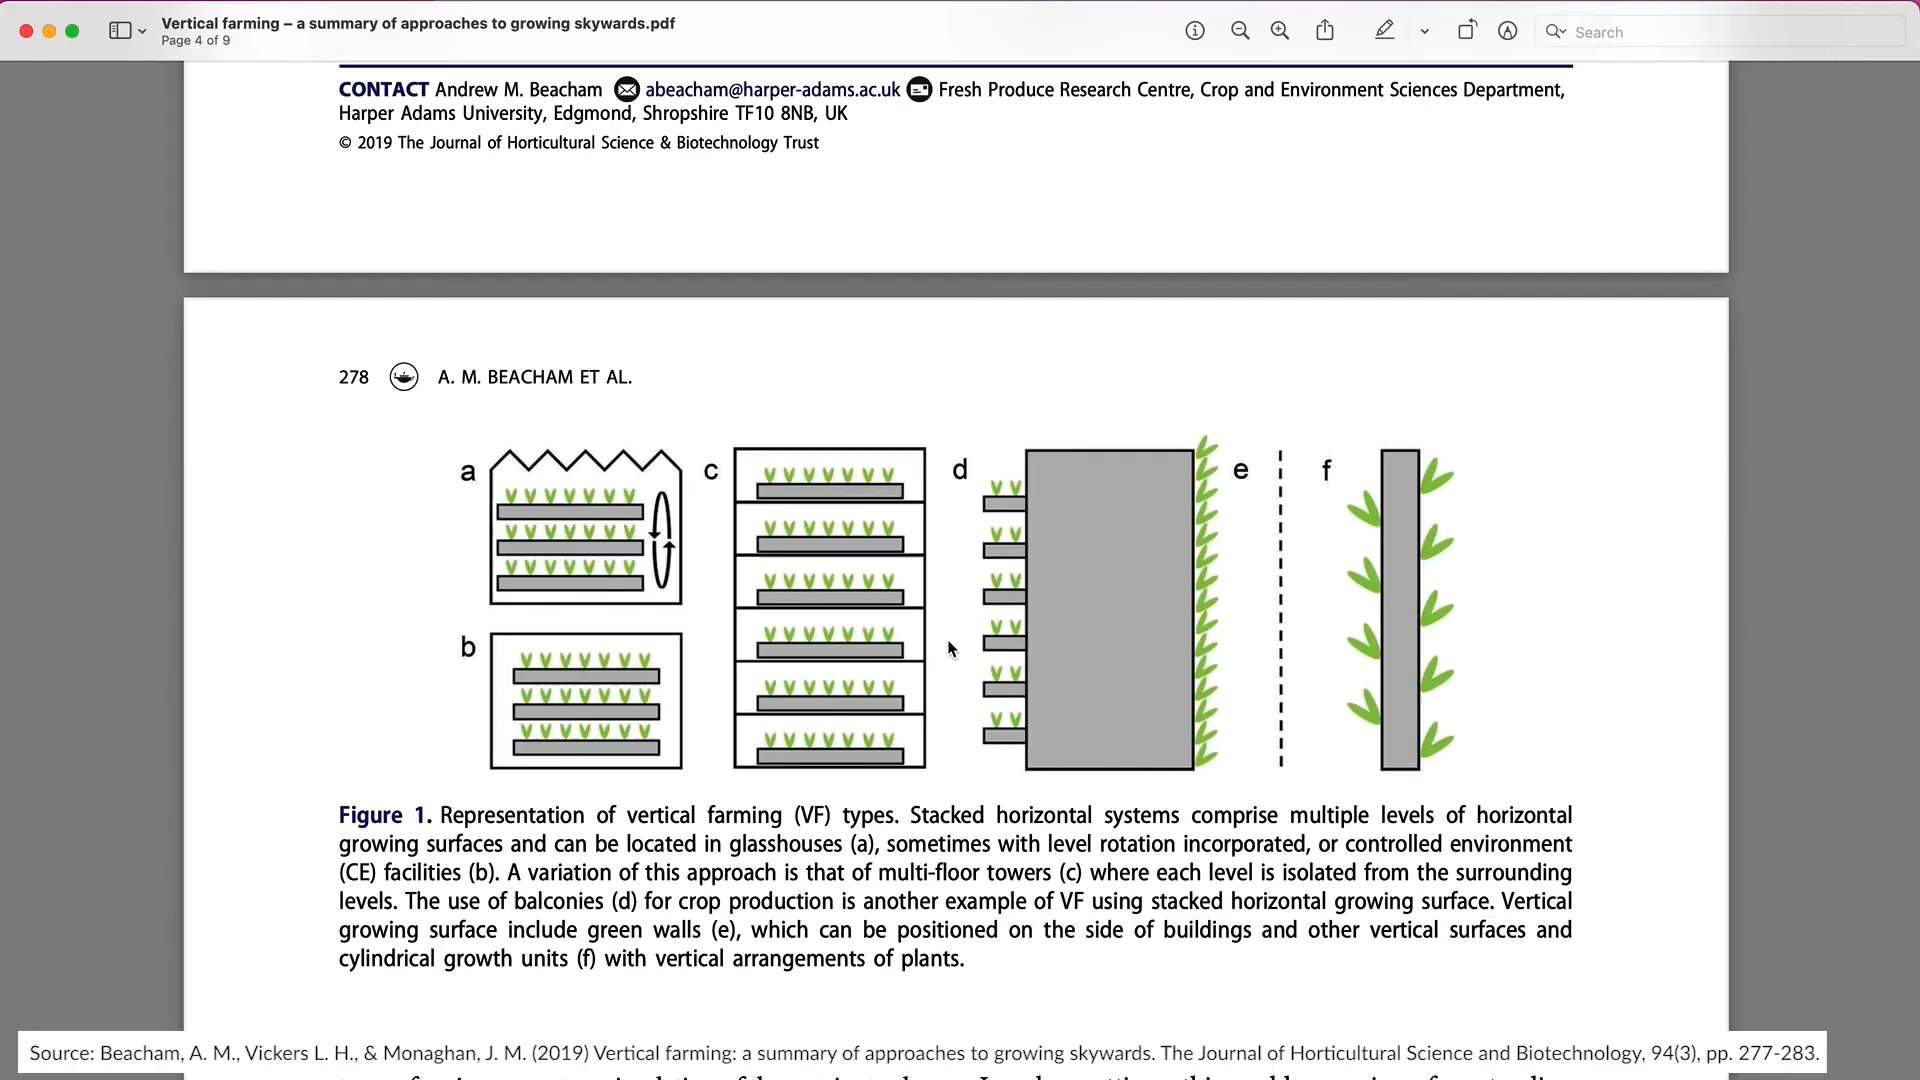 Vertical farming – a summary of approaches to growing skywards.pdf
Page 4 of 9
Search
CONTACT Andrew M. Beacham abeacham@harper-adams.ac.uk Fresh Produce Research Centre, Crop and Environment Sciences Department,
Harper Adams University, Edgmond, Shropshire TF10 8NB, UK
© 2019 The Journal of Horticultural Science & Biotechnology Trust
278 A. M. BEACHAM ET AL.
a
b
c
d
e
f
Figure 1. Representation of vertical farming (VF) types. Stacked horizontal systems comprise multiple levels of horizontal
growing surfaces and can be located in glasshouses (a), sometimes with level rotation incorporated, or controlled environment
(CE) facilities (b). A variation of this approach is that of multi-floor towers (c) where each level is isolated from the surrounding
levels. The use of balconies (d) for crop production is another example of VF using stacked horizontal growing surface. Vertical
growing surface include green walls (e), which can be positioned on the side of buildings and other vertical surfaces and
cylindrical growth units (f) with vertical arrangements of plants.
Source: Beacham, A. M., Vickers L. H., & Monaghan, J. M. (2019) Vertical farming: a summary of approaches to growing skywards. The Journal of Horticultural Science and Biotechnology, 94(3), pp. 277-283.